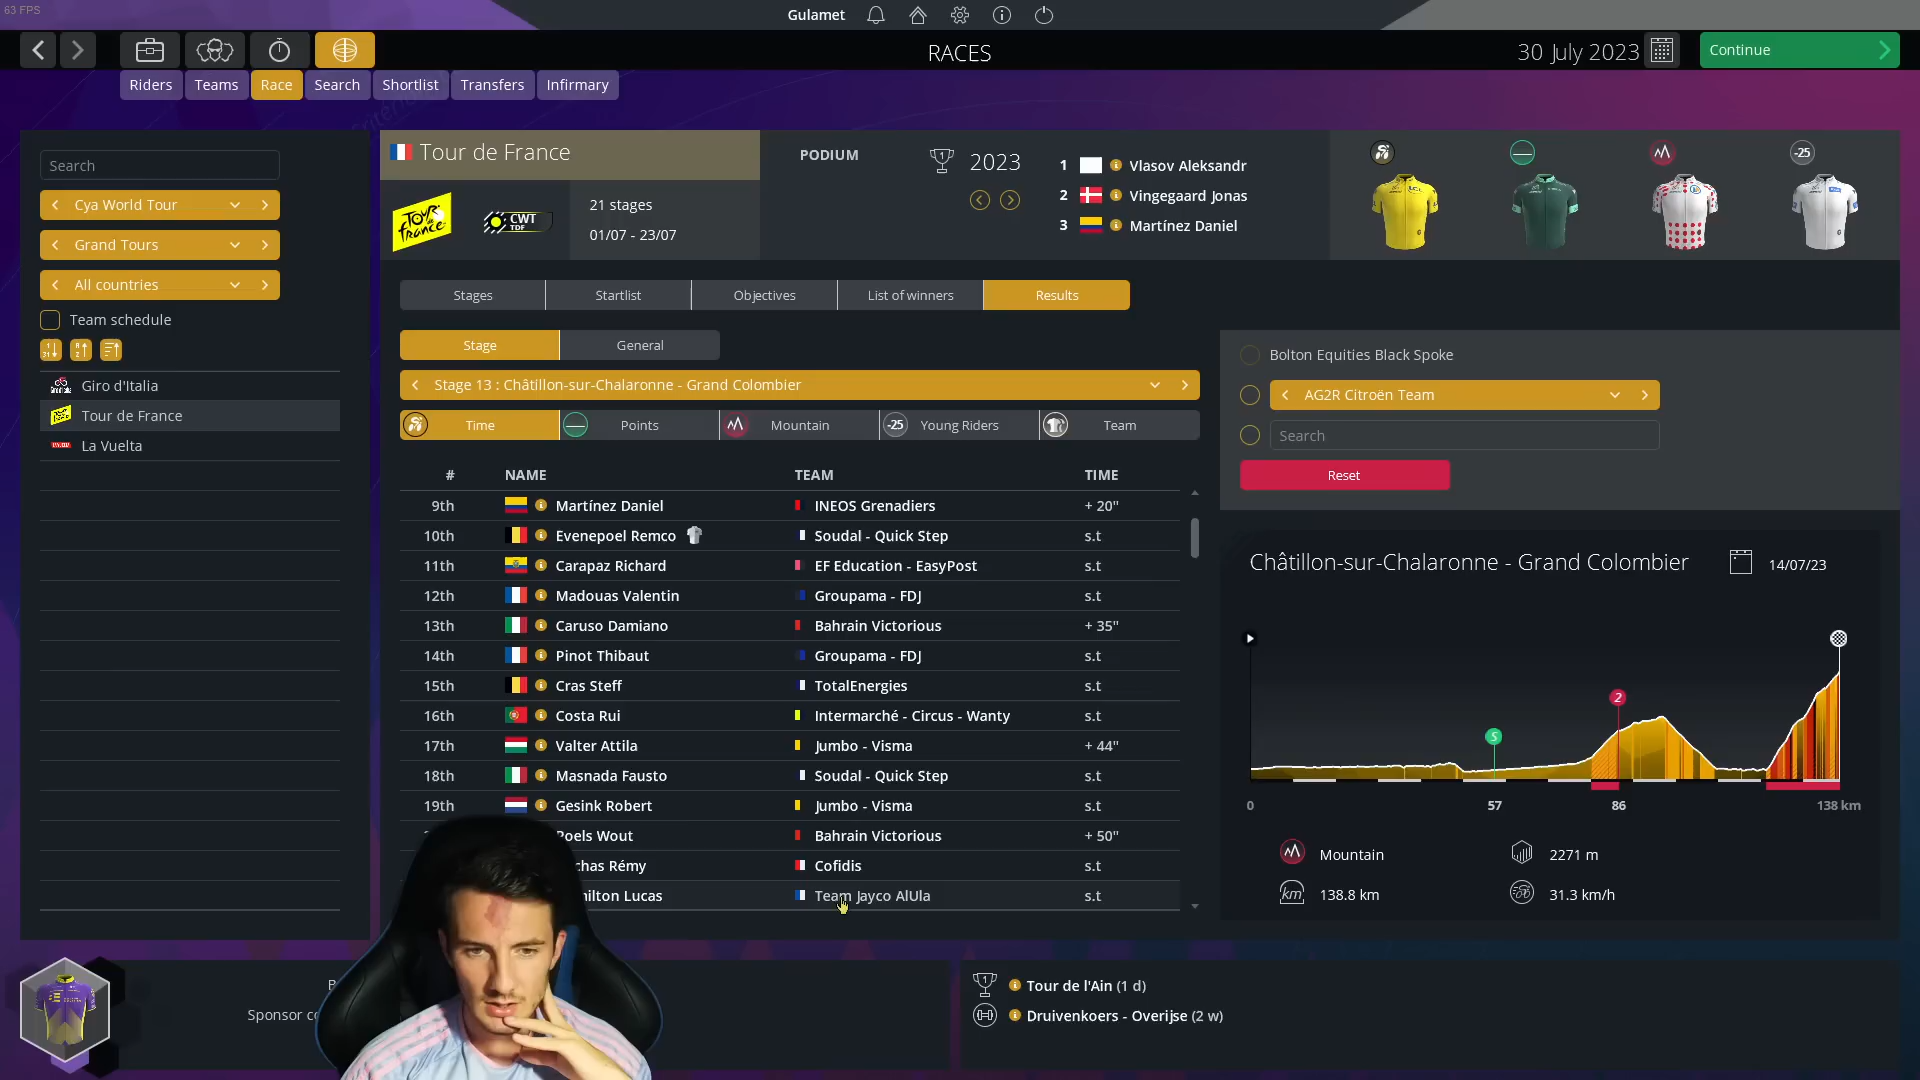 63 FPS
Gulamet
RACES
30 July 2023
Continue
Riders
Teams
Race
Search
Shortlist
Transfers
Infirmary
Search
Cya World Tour
Grand Tours
All countries
Team schedule
Giro d'Italia
Tour de France
La Vuelta
Tour de France
CWT
TDF
21 stages
01/07 - 23/07
PODIUM
2023
1 Vlasov Aleksandr
2 Vingegaard Jonas
3 Martínez Daniel
-25
Stages
Startlist
Objectives
List of winners
Results
Stage
General
Stage 13 : Châtillon-sur-Chalaronne - Grand Colombier
Time
Points
Mountain
-25 Young Riders
Team
# NAME TEAM TIME
9th Martínez Daniel INEOS Grenadiers + 20"
10th Evenepoel Remco Soudal - Quick Step s.t
11th Carapaz Richard EF Education - EasyPost s.t
12th Madouas Valentin Groupama - FDJ s.t
13th Caruso Damiano Bahrain Victorious + 35"
14th Pinot Thibaut Groupama - FDJ s.t
15th Cras Steff TotalEnergies s.t
16th Costa Rui Intermarché - Circus - Wanty s.t
17th Valter Attila Jumbo - Visma + 44"
18th Masnada Fausto Soudal - Quick Step s.t
19th Gesink Robert Jumbo - Visma s.t
Poels Wout Bahrain Victorious + 50"
Rémy Cofidis s.t
Lucas Team Jayco AlUla s.t
Bolton Equities Black Spoke
AG2R Citroën Team
Search
Reset
Châtillon-sur-Chalaronne - Grand Colombier
14/07/23
2
S
0
57
86
138 km
Mountain
2271 m
km 138.8 km
31.3 km/h
Sponsor
Tour de l'Ain (1 d)
Druivenkoers - Overijse (2 w)